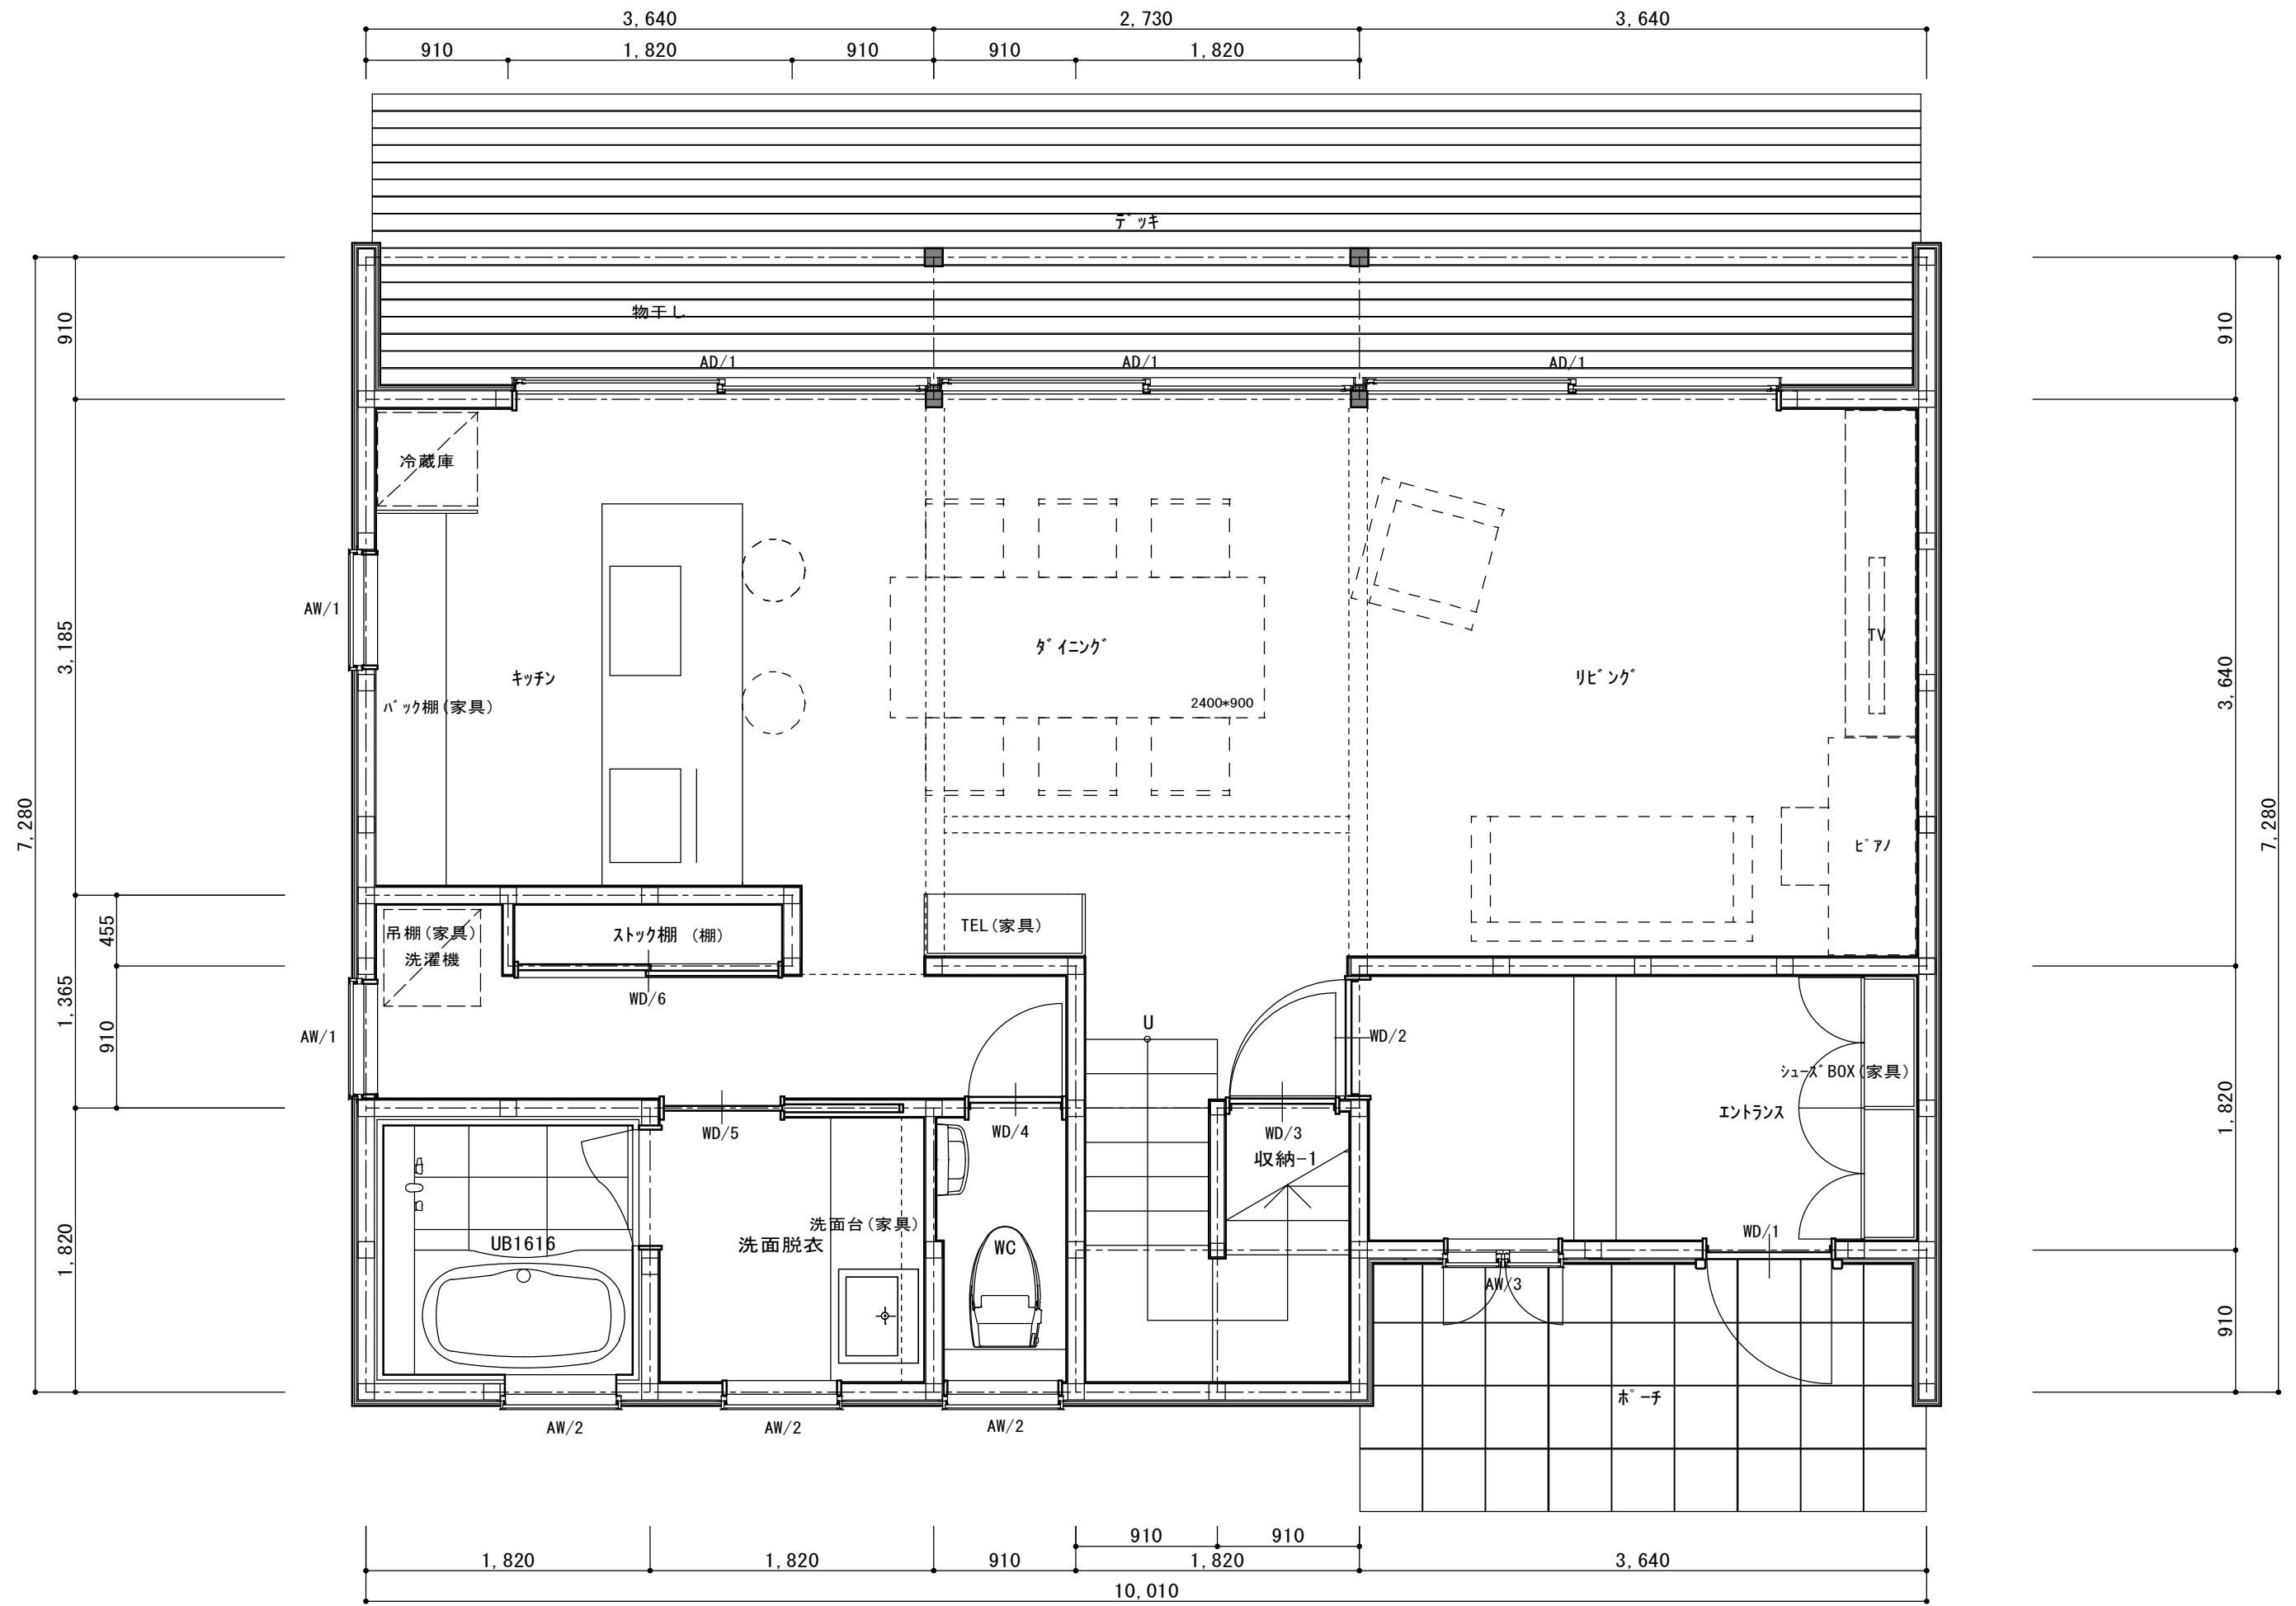 3,640 2,730 3,640
910 1,820 910 910 1,820
ﾃﾞｯｷ
物干し
AD/1 AD/1 AD/1
910
910
冷蔵庫
AW/1
3,185
3,640
7,280
7,280
ﾀﾞｲﾆﾝｸﾞ
TV
ｷｯﾁﾝ
ﾘﾋﾞﾝｸﾞ
ﾊﾞｯｸ棚(家具)
2400*900
ﾋﾟｱﾉ
455
吊棚(家具)
洗濯機
ｽﾄｯｸ棚 (棚)
TEL(家具)
WD/6
1,365
910
AW/1
U
WD/2
ｼｭｰｽﾞBOX(家具)
ｴﾝﾄﾗﾝｽ
1,820
WD/5
WD/4
WD/3
収納-1
洗面台(家具)
UB1616
洗面脱衣
WC
WD/1
1,820
AW/3
910
ﾎﾟｰﾁ
AW/2 AW/2 AW/2
910 910
1,820 1,820 910 1,820 3,640
10,010